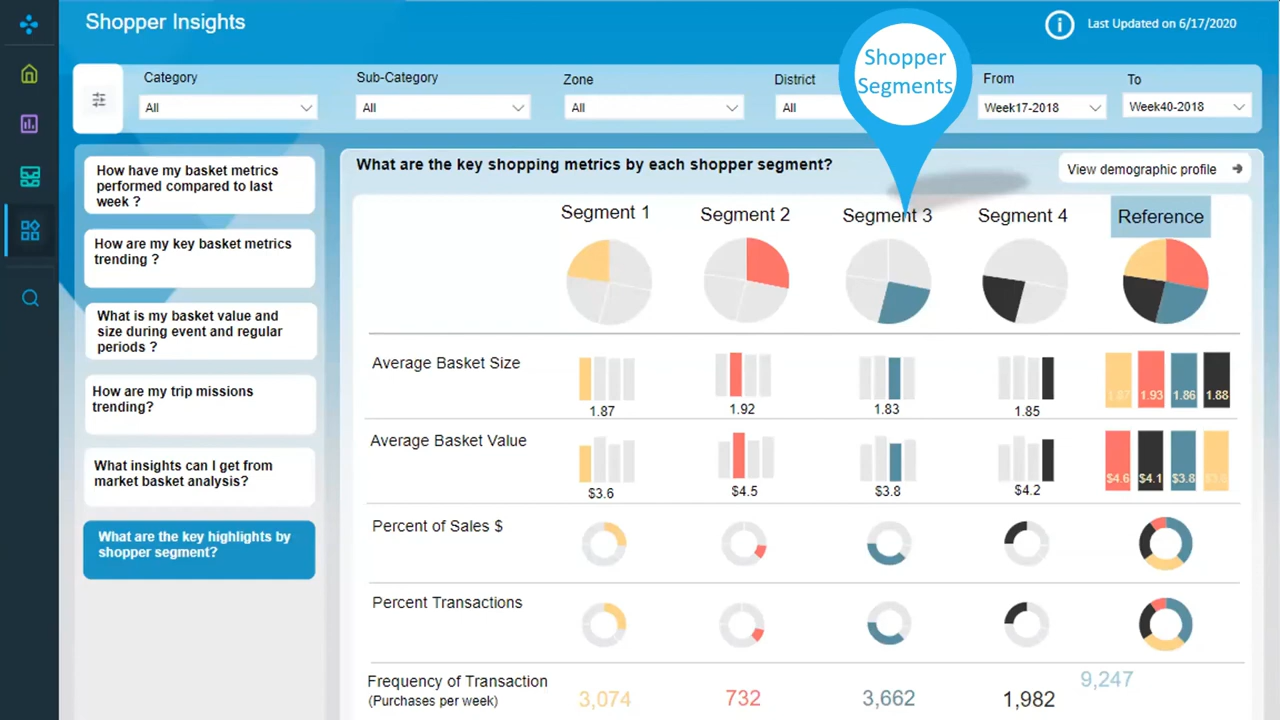 Shopper Insights
Last Updated on 6/17/2020
Shopper
Segments
Category
Sub-Category
Zone
District
From
To
All
All
All
All
Week17-2018
Week40-2018
How have my basket metrics
performed compared to last
week ?
How are my key basket metrics
trending ?
What is my basket value and
size during event and regular
periods ?
How are my trip missions
trending?
What insights can I get from
market basket analysis?
What are the key highlights by
shopper segment?
What are the key shopping metrics by each shopper segment?
View demographic profile
Segment 1
Segment 2
Segment 3
Segment 4
Reference
Average Basket Size
1.87
1.92
1.83
1.85
1.87
1.93
1.86
1.88
Average Basket Value
$3.6
$4.5
$3.8
$4.2
$4.6
$4.1
$3.8
Percent of Sales $
Percent Transactions
Frequency of Transaction
(Purchases per week)
3,074
732
3,662
1,982
9,247